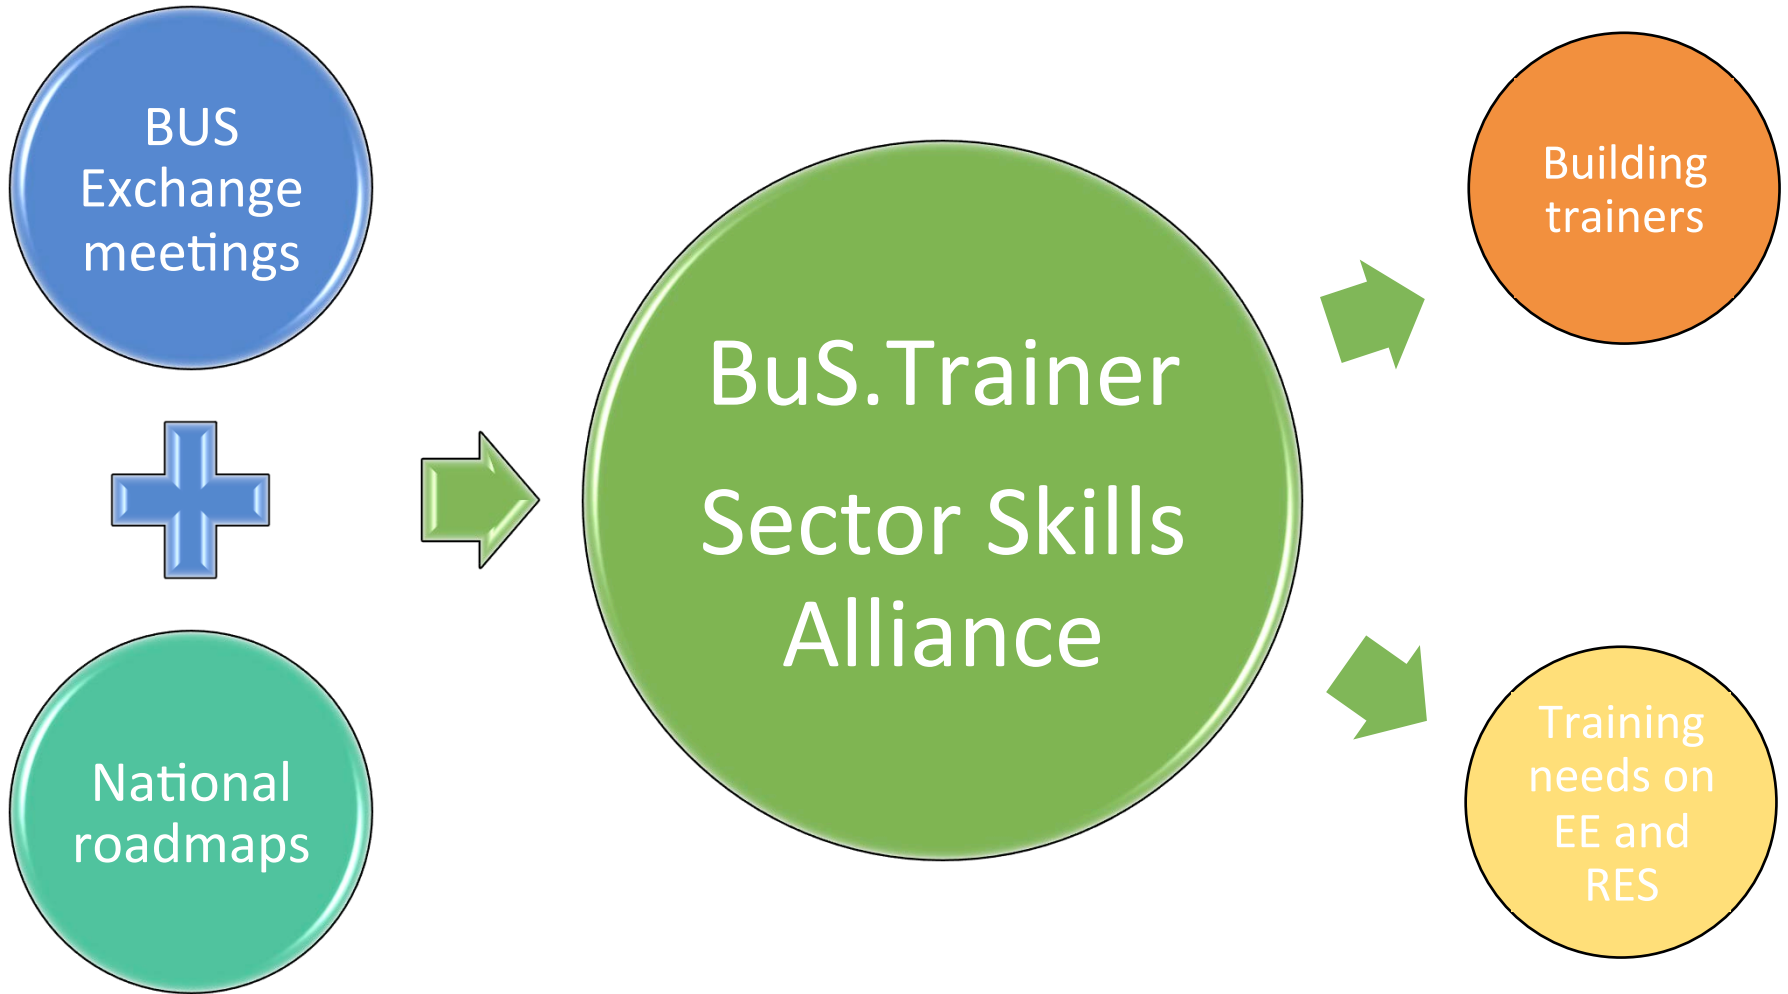 BUS
Exchange
meetings
National
roadmaps
BuS.Trainer
Sector Skills
Alliance
Building
trainers
Training
needs on
EE and
RES